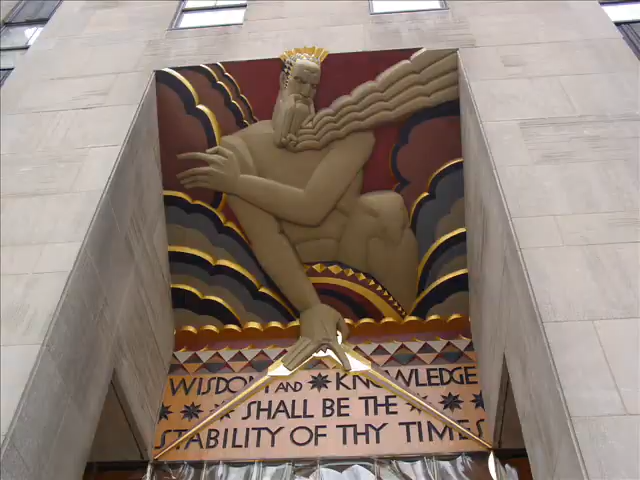 WISDOM AND KNOWLEDGE
SHALL BE THE
STABILITY OF THY TIMES